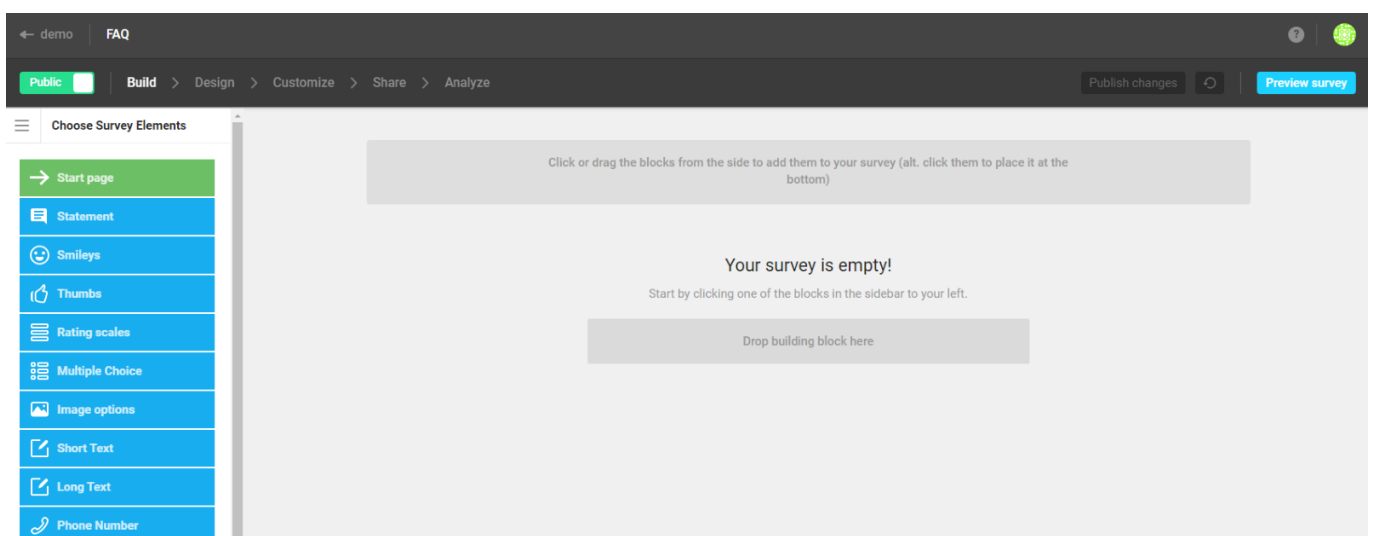 ← demo FAQ ?
Public Build > Design > Customize > Share > Analyze Publish changes Preview survey
Choose Survey Elements
Start page
Statement
Smileys
Thumbs
Rating scales
Multiple Choice
Image options
Short Text
Long Text
Phone Number
Click or drag the blocks from the side to add them to your survey (alt. click them to place it at the
bottom)
Your survey is empty!
Start by clicking one of the blocks in the sidebar to your left.
Drop building block here